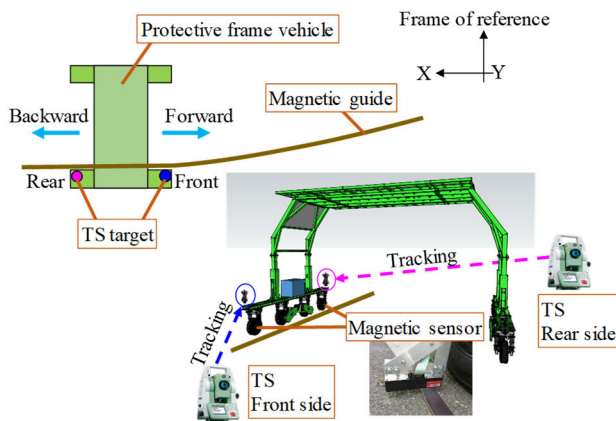 Protective frame vehicle
Frame of reference
X
Y
Magnetic guide
Backward
Forward
Rear
Front
TS target
Tracking
Tracking
Magnetic sensor
TS
Rear side
TS
Front side